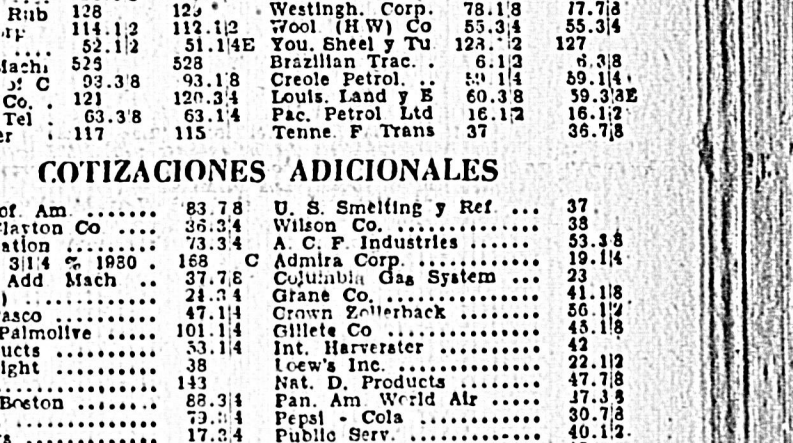 Rub 128 Westingh. Corp. 78.1|8 77.7|8
114.1|2 112.1|2 Wool (H W) Co 55.3|4 55.3|4
.... 52.1|2 51.1|4E You. Sheel y Tu 127
Machi 528 Brazilian Trac. . 6.1|2 6.3|8
of C 93.3|8 93.1|8 Creole Petrol. .. 59.1|4 59.1|4
Co. . 121 120.3|4 Louis. Land y E 60.3|8 59.3|8E
Tel . 63.3|8 63.1|4 Pac. Petrol Ltd 16.1|2 16.1|2
er . 117 115 Tenne. F. Trans 37 36.7|8
COTIZACIONES ADICIONALES
of. Am ....... 83.7|8 U. S. Smelting y Ref ... 37
Clayton Co .... 36.3|4 Wilson Co. ............. 38
ation ......... 73.3|4 A. C. F. Industries ...... 53.3|8
3|1|4 % 1980 . 168 C Admira Corp. ........... 19.1|4
Add Mach .. 37.7|8 Columbia Gas System ... 23
) ............. Grane Co. .............. 41.1|8
asco ......... 47.1|4 Crown Zollerback ........ 56.1|2
Palmolive ..... 101.1|4 Gillete Co ............. 45.1|8
ucts .......... 53.1|4 Int. Harverster .......... 42
ight .......... 38 Loew's Inc. ............. 22.1|2
.............. 143 Nat. D. Products ........ 47.7|8
Boston ........ 88.3|4 Pan. Am. World Air ..... 17.3|8
.............. Pepsi - Cola ............ 30.7|8
.......... 17.3|4 Public Serv. ............ 40.1|2